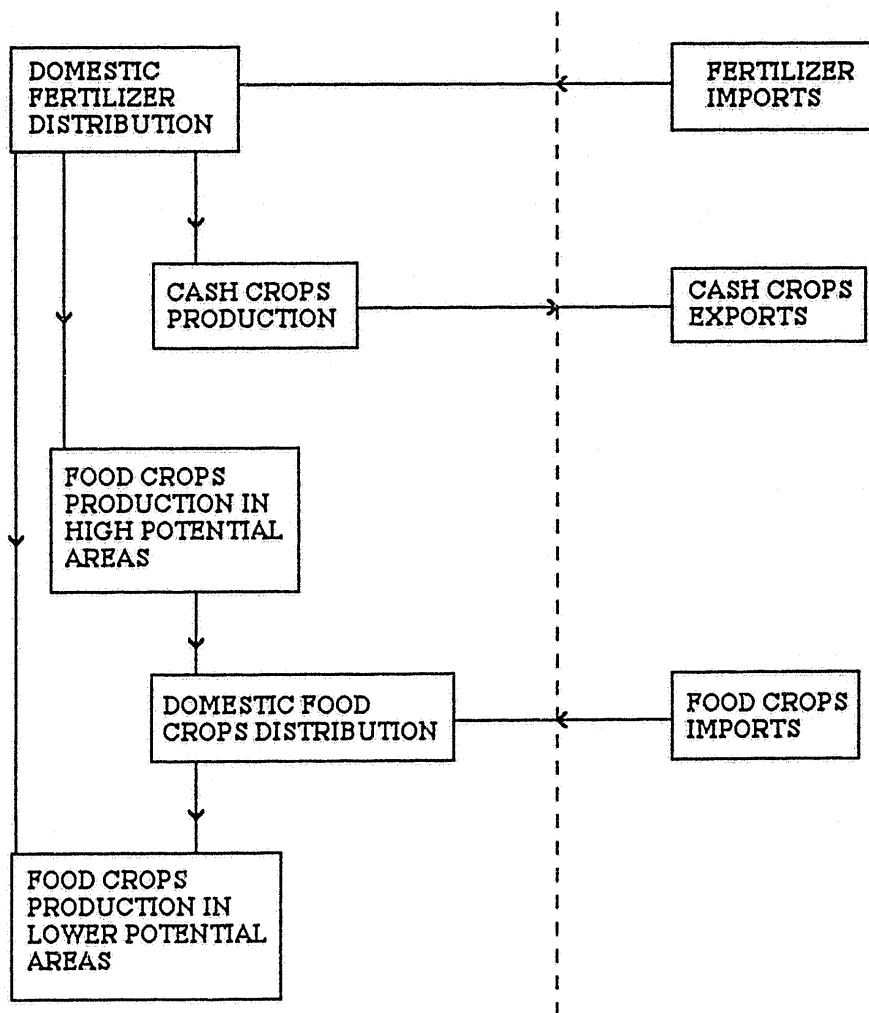 DOMESTIC
FERTILIZER
DISTRIBUTION
FERTILIZER
IMPORTS
CASH CROPS
PRODUCTION
CASH CROPS
EXPORTS
FOOD CROPS
PRODUCTION IN
HIGH POTENTIAL
AREAS
DOMESTIC FOOD
CROPS DISTRIBUTION
FOOD CROPS
IMPORTS
FOOD CROPS
PRODUCTION IN
LOWER POTENTIAL
AREAS